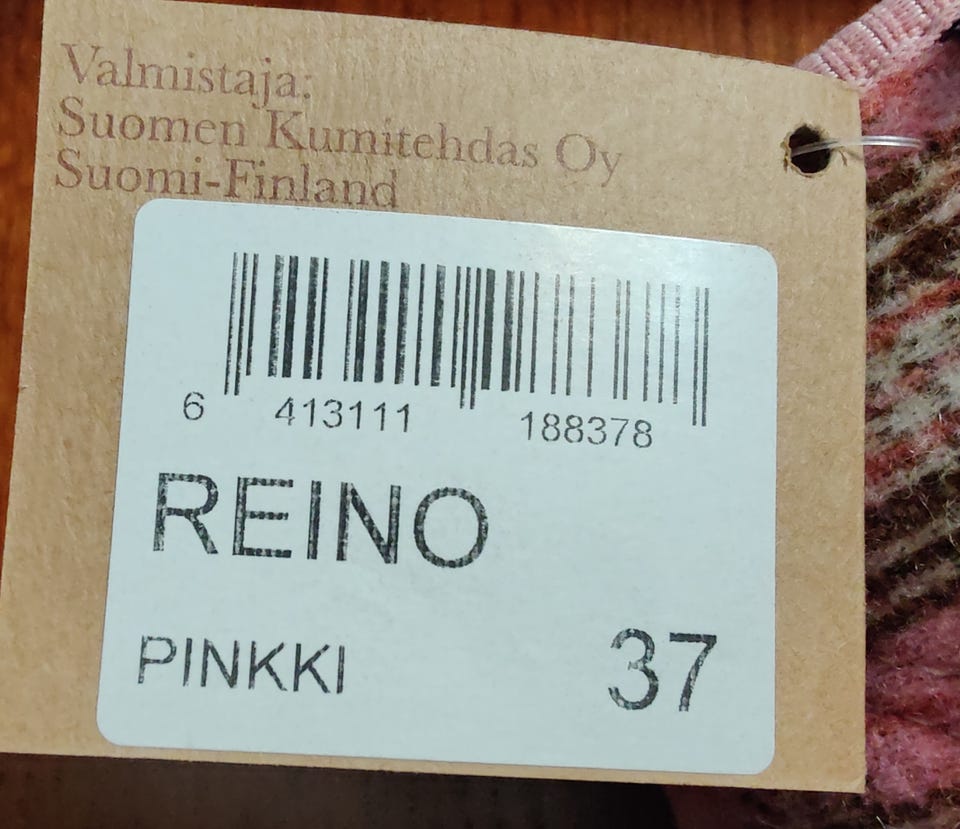 Valmistaja:
Suomen Kumitehdas Oy
Suomi-Finland
6 413111 188378
REINO
PINKKI 37